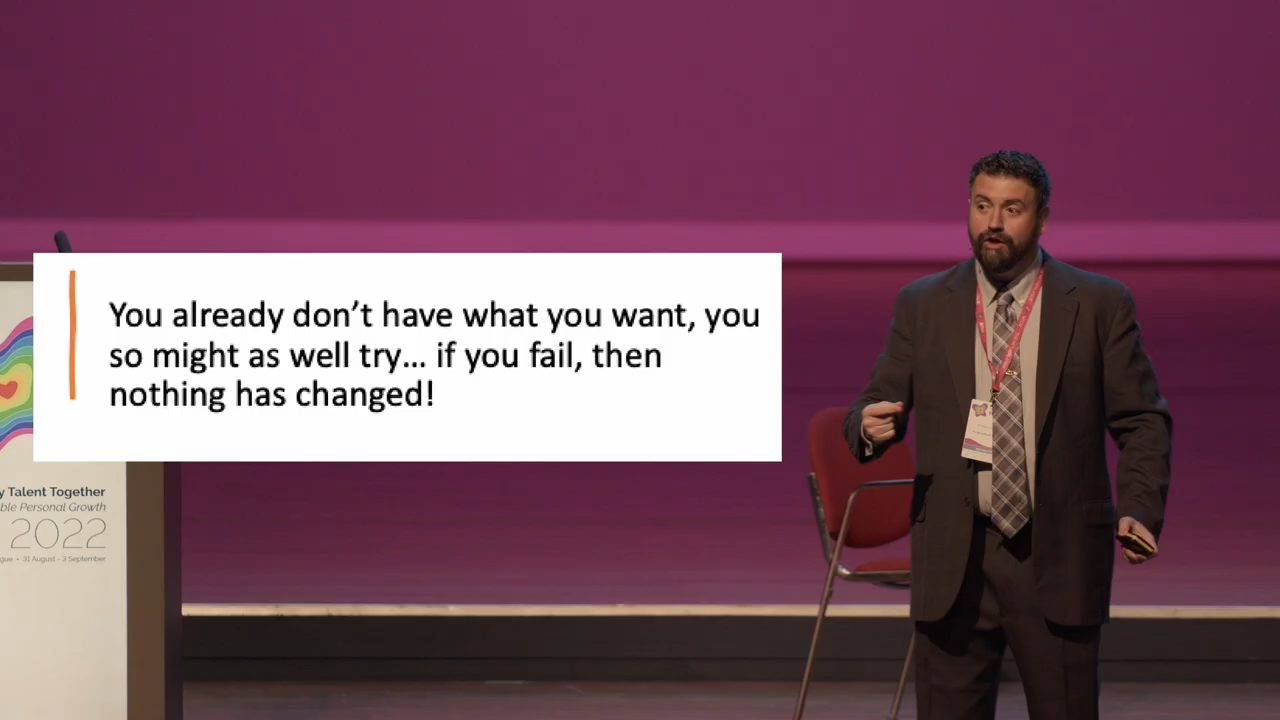 You already don't have what you want, you
so might as well try... if you fail, then
nothing has changed!
y Talent Together
ble Personal Growth
2022
gue • 31 August - 3 September